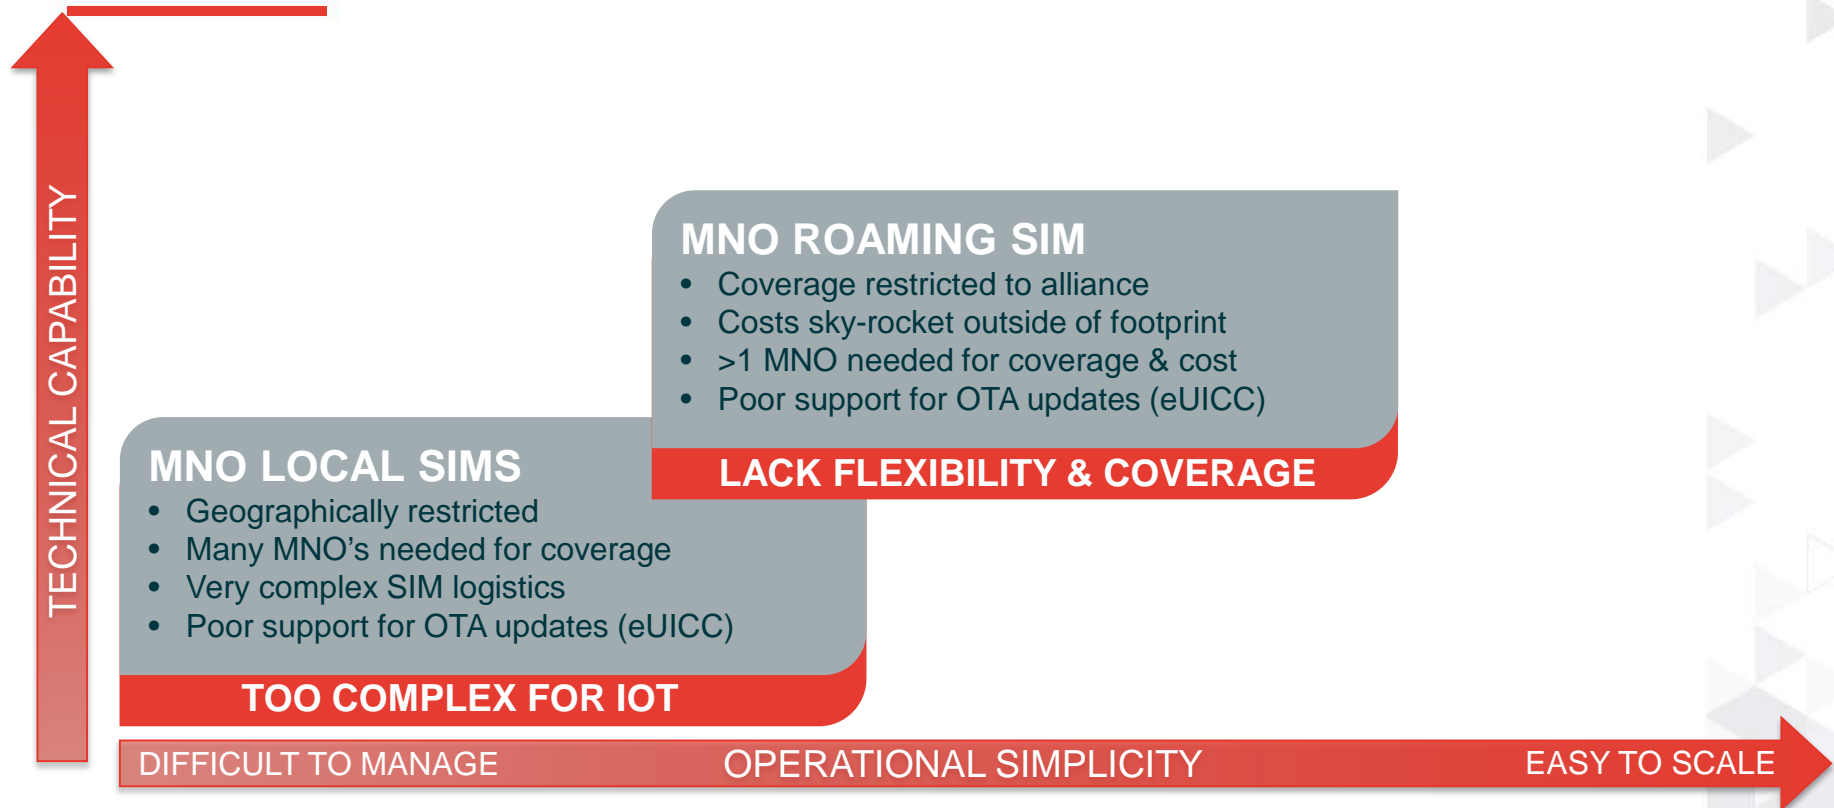 TECHNICAL CAPABILITY
MNO ROAMING SIM
• Coverage restricted to alliance
• Costs sky-rocket outside of footprint
• >1 MNO needed for coverage & cost
• Poor support for OTA updates (eUICC)
LACK FLEXIBILITY & COVERAGE
MNO LOCAL SIMS
• Geographically restricted
• Many MNO’s needed for coverage
• Very complex SIM logistics
• Poor support for OTA updates (eUICC)
TOO COMPLEX FOR IOT
DIFFICULT TO MANAGE OPERATIONAL SIMPLICITY EASY TO SCALE